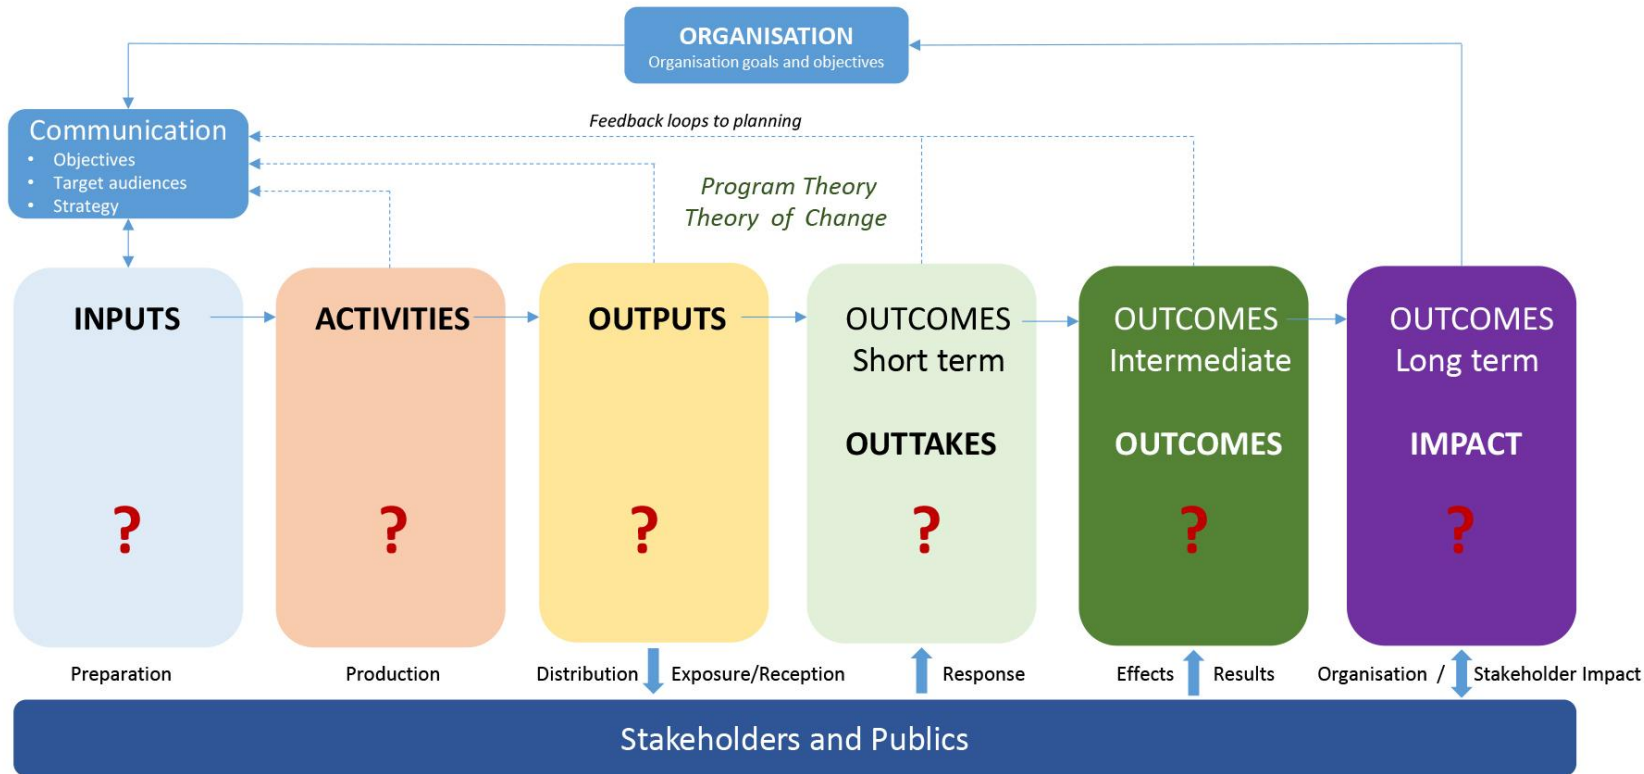 ORGANISATION
Organisation goals and objectives
Communication
• Objectives
• Target audiences
• Strategy
Feedback loops to planning
Program Theory
Theory of Change
INPUTS
?
ACTIVITIES
?
OUTPUTS
?
OUTCOMES
Short term
OUTTAKES
?
OUTCOMES
Intermediate
OUTCOMES
?
OUTCOMES
Long term
IMPACT
?
Preparation
Production
Distribution
Exposure/Reception
Response
Effects
Results
Organisation /
Stakeholder Impact
Stakeholders and Publics